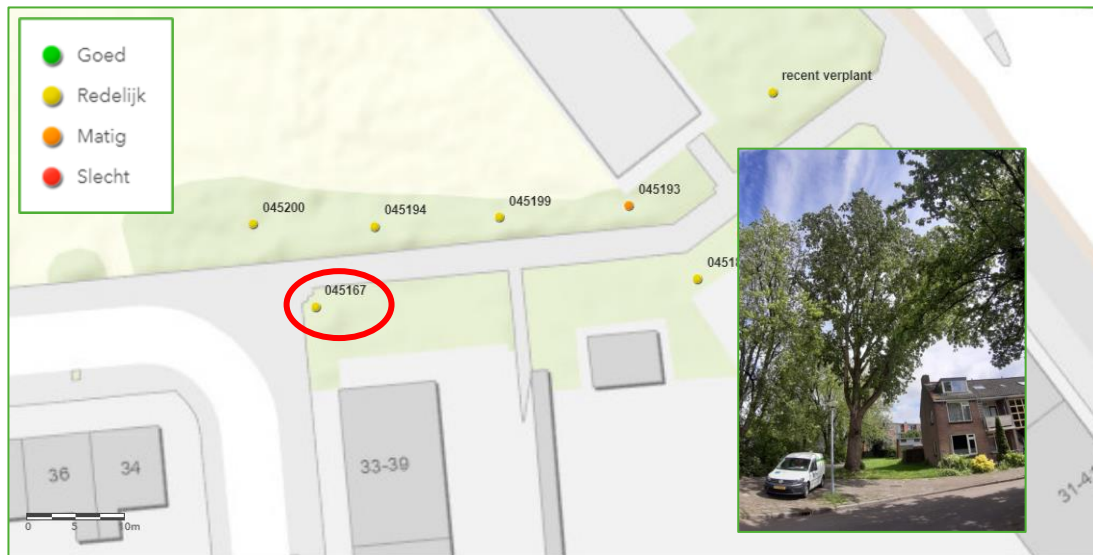 Goed
Redelijk
Matig
Slecht
recent verplant
045200
045194
045199
045193
045167
36
34
33-39
0 5 10m